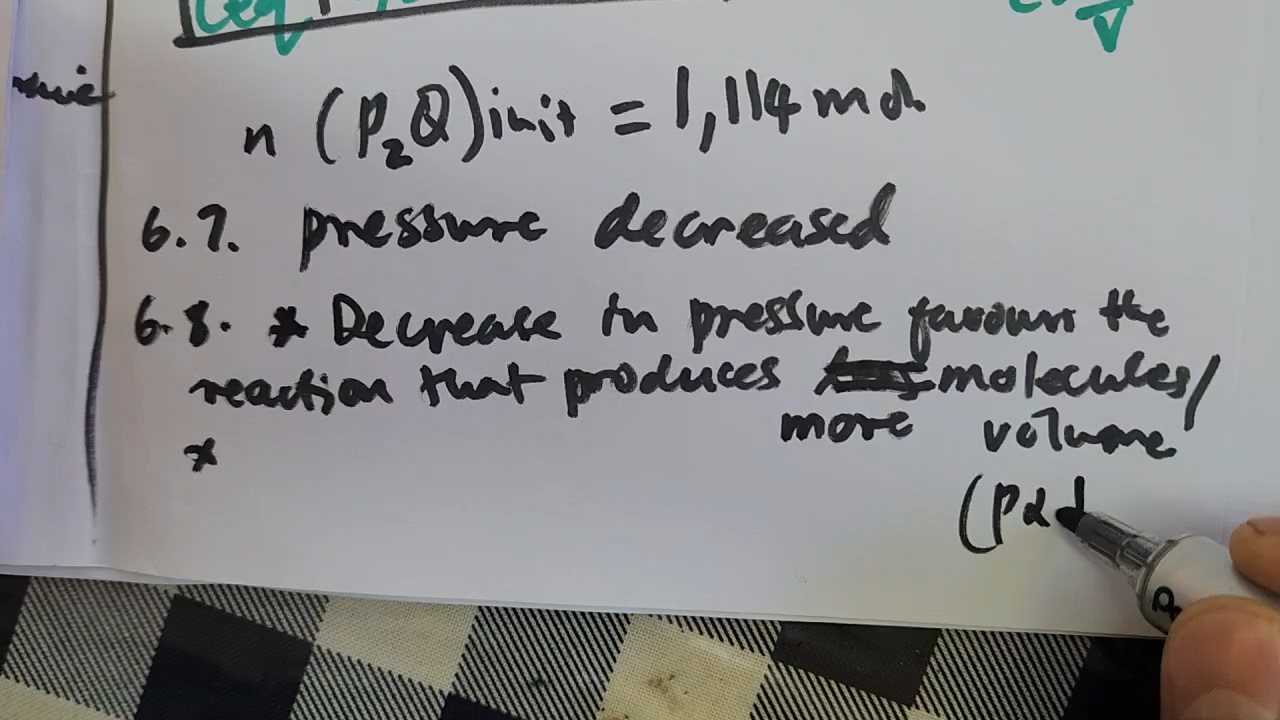 n (P₂Q)init = 1,114 mol
6.7. pressure decreased
6.8. * Decrease in pressure favours the
reaction that produces molecules/
more volume
*
(P α